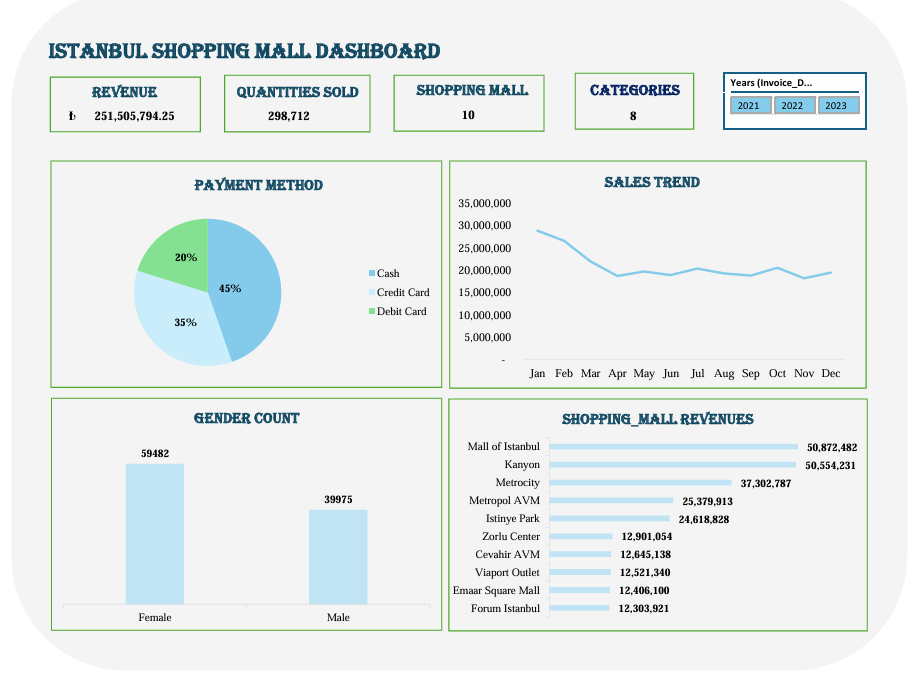 ISTANBUL SHOPPING MALL DASHBOARD
REVENUE
251,505,794.25
QUANTITIES SOLD
298,712
SHOPPING MALL
10
CATEGORIES
8
Years (Invoice_D...
2021 2022 2023
PAYMENT METHOD
20%
45%
35%
Cash
Credit Card
Debit Card
SALES TREND
35,000,000
30,000,000
25,000,000
20,000,000
15,000,000
10,000,000
5,000,000
-
Jan Feb Mar Apr May Jun Jul Aug Sep Oct Nov Dec
GENDER COUNT
59482
39975
Female Male
SHOPPING_MALL REVENUES
Mall of Istanbul 50,872,482
Kanyon 50,554,231
Metrocity 37,302,787
Metropol AVM 25,379,913
Istinye Park 24,618,828
Zorlu Center 12,901,054
Cevahir AVM 12,645,138
Viaport Outlet 12,521,340
Emaar Square Mall 12,406,100
Forum Istanbul 12,303,921